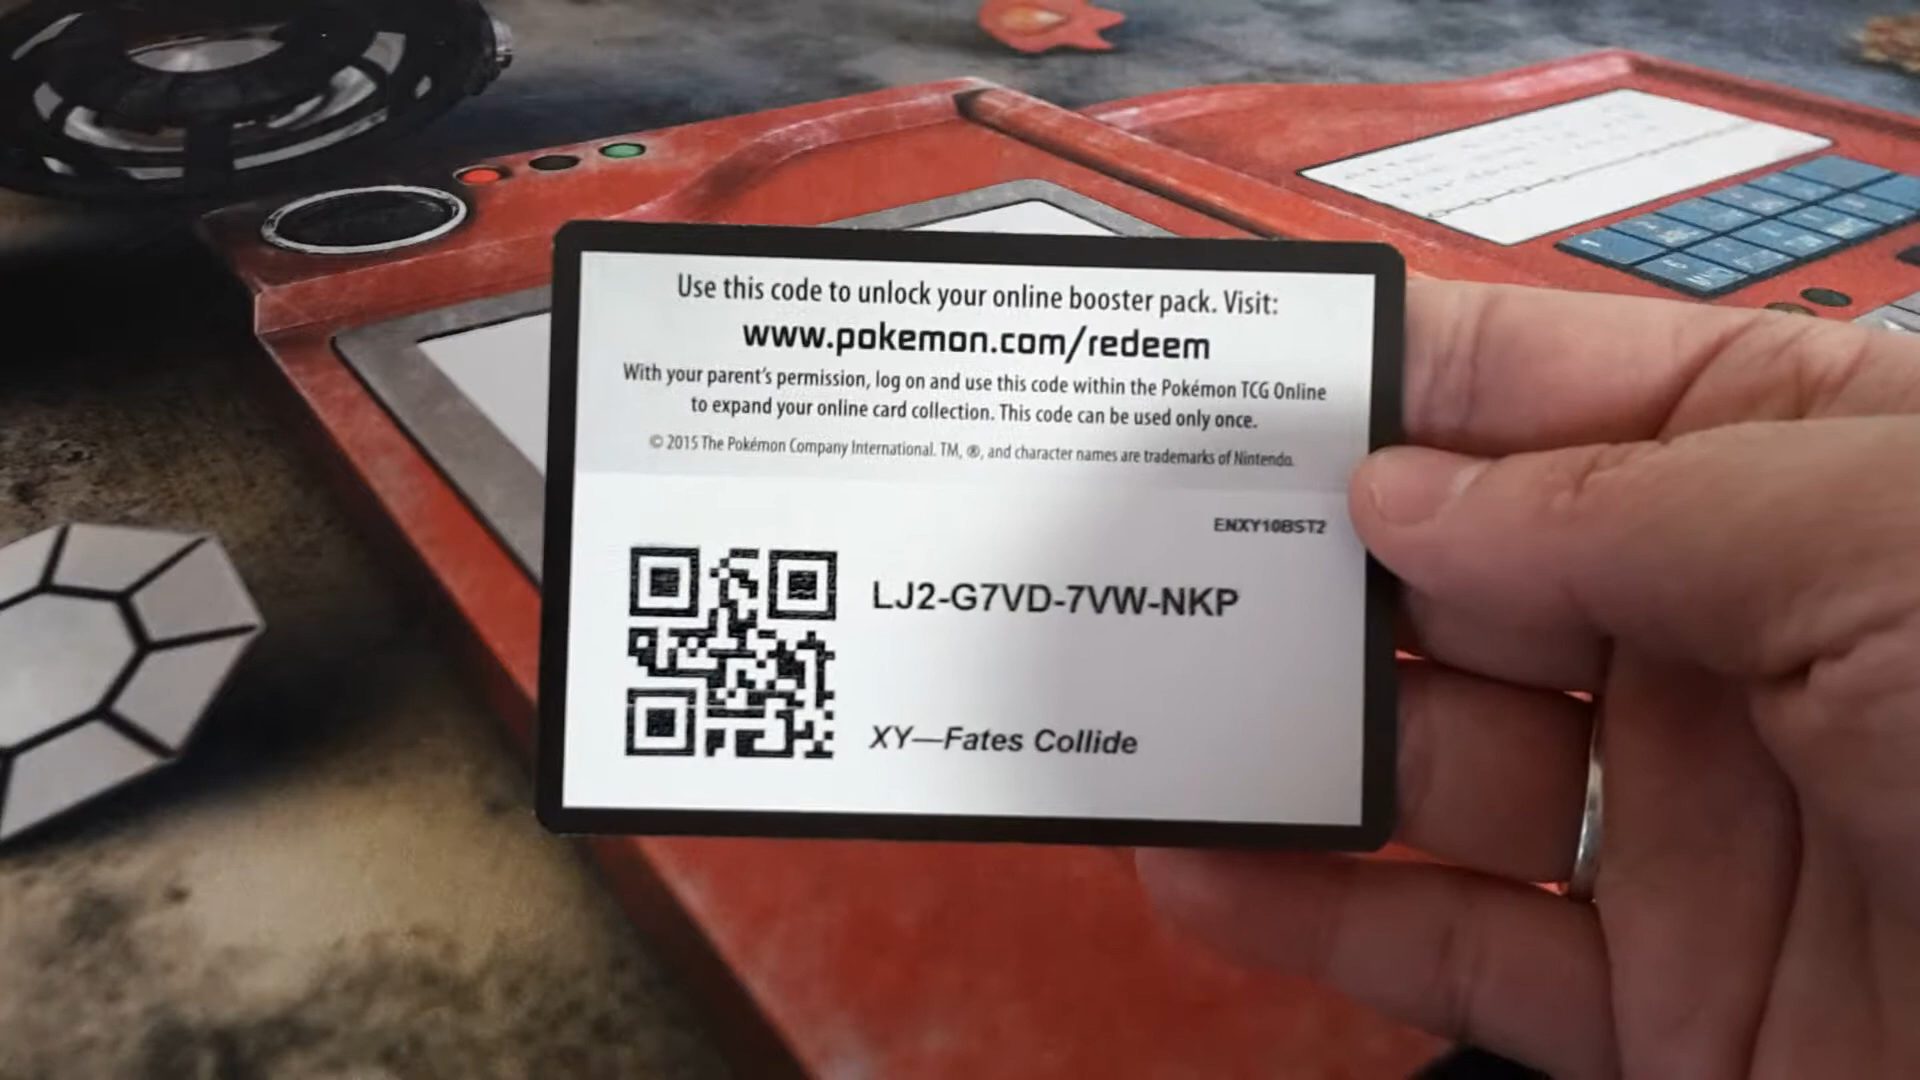 Use this code to unlock your online booster pack. Visit:
www.pokemon.com/redeem
With your parent's permission, log on and use this code within the Pokémon TCG Online
to expand your online card collection. This code can be used only once.
© 2015 The Pokémon Company International. TM, ®, and character names are trademarks of Nintendo.
ENXY10BST2
LJ2-G7VD-7VW-NKP
XY—Fates Collide